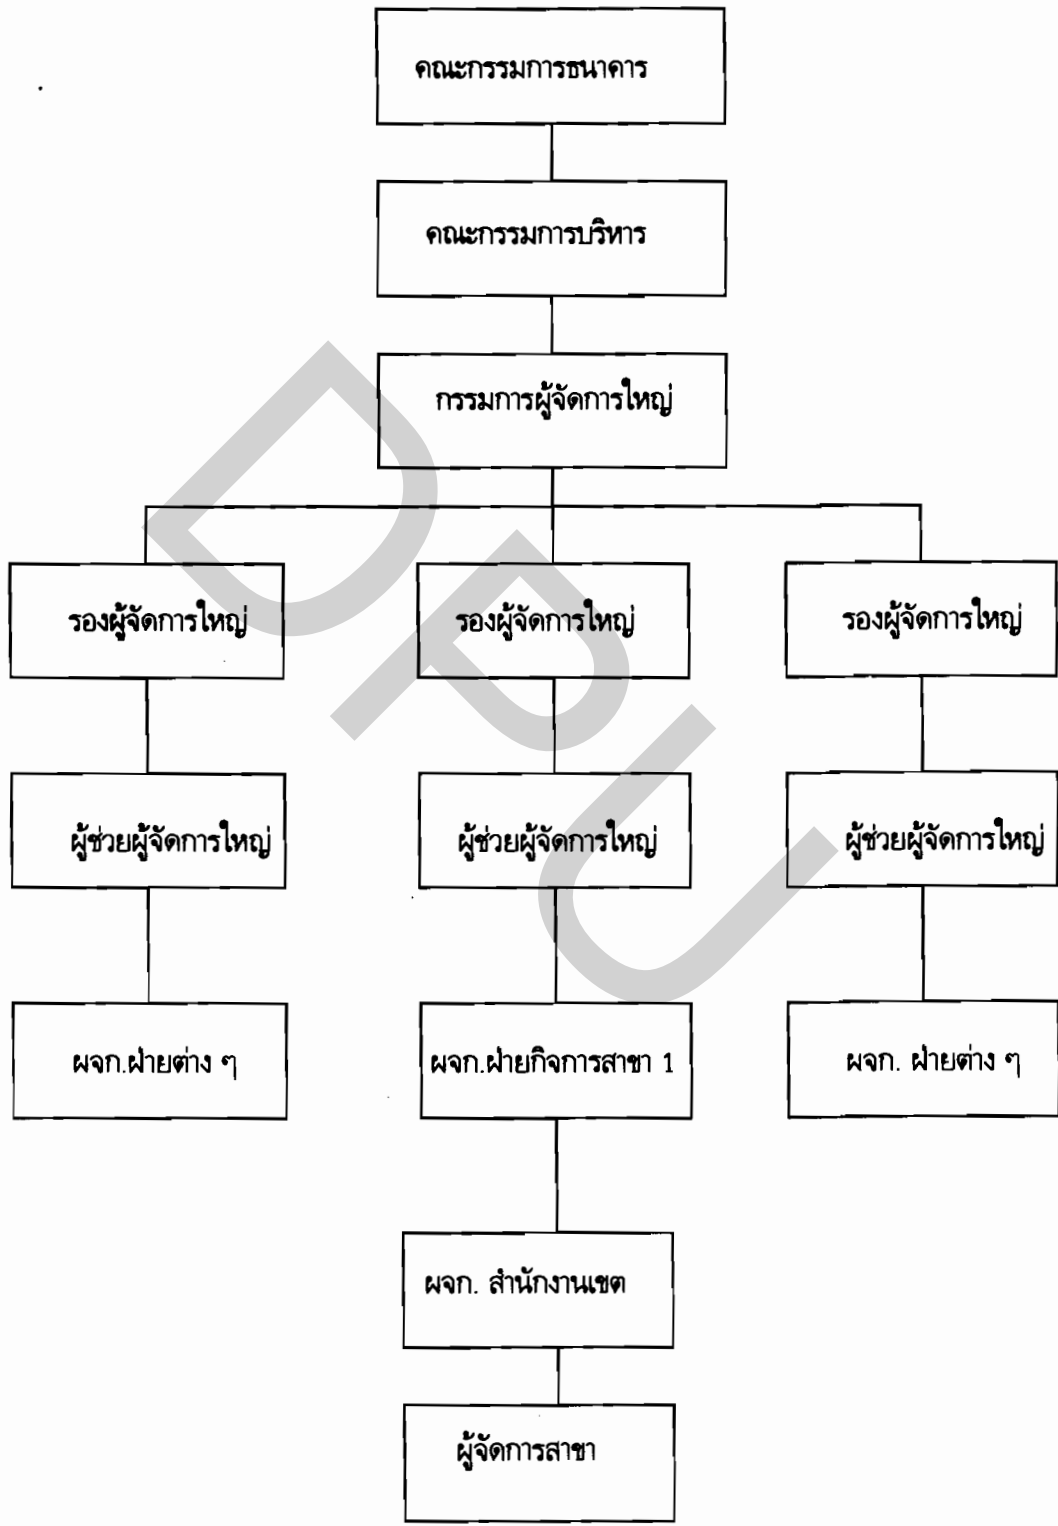 คณะกรรมการธนาคาร
คณะกรรมการบริหาร
กรรมการผู้จัดการใหญ่
รองผู้จัดการใหญ่ รองผู้จัดการใหญ่ รองผู้จัดการใหญ่
ผู้ช่วยผู้จัดการใหญ่ ผู้ช่วยผู้จัดการใหญ่ ผู้ช่วยผู้จัดการใหญ่
ผจก.ฝ่ายต่าง ๆ ผจก.ฝ่ายกิจการสาขา 1 ผจก. ฝ่ายต่าง ๆ
ผจก. สำนักงานเขต
ผู้จัดการสาขา
DPU